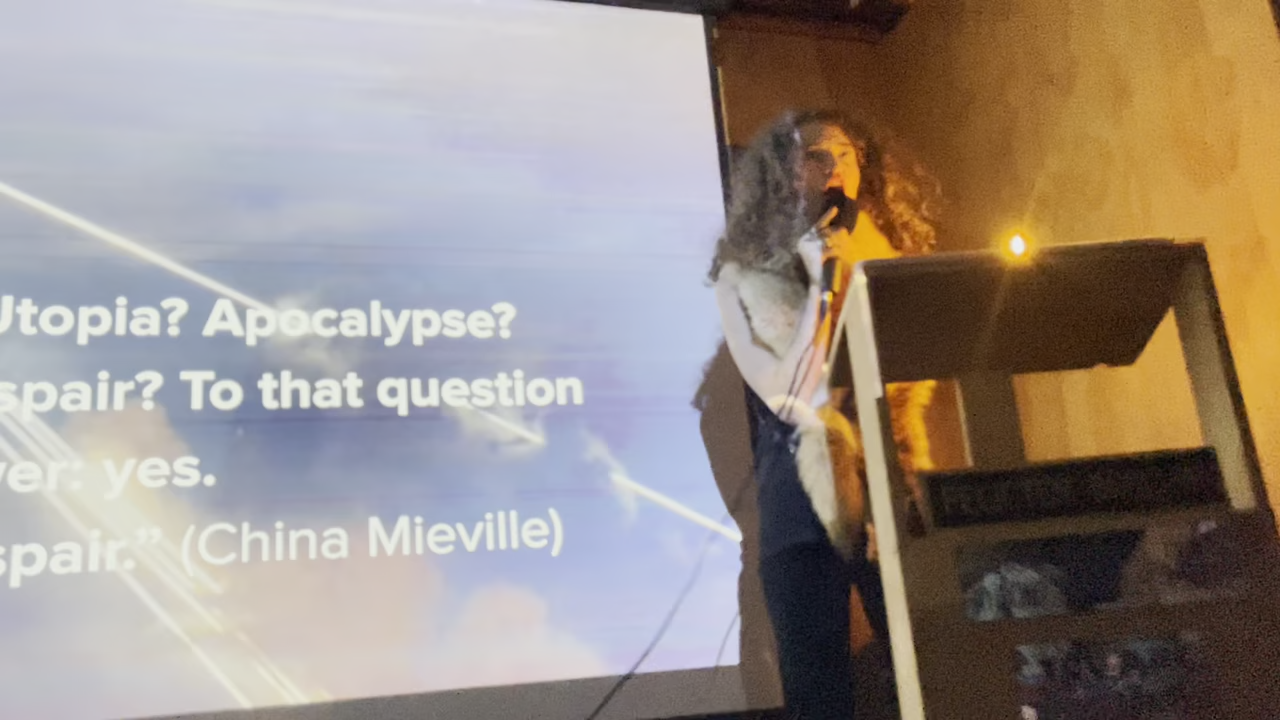 Utopia? Apocalypse?
spair? To that question
ver: yes.
spair.” (China Mieville)